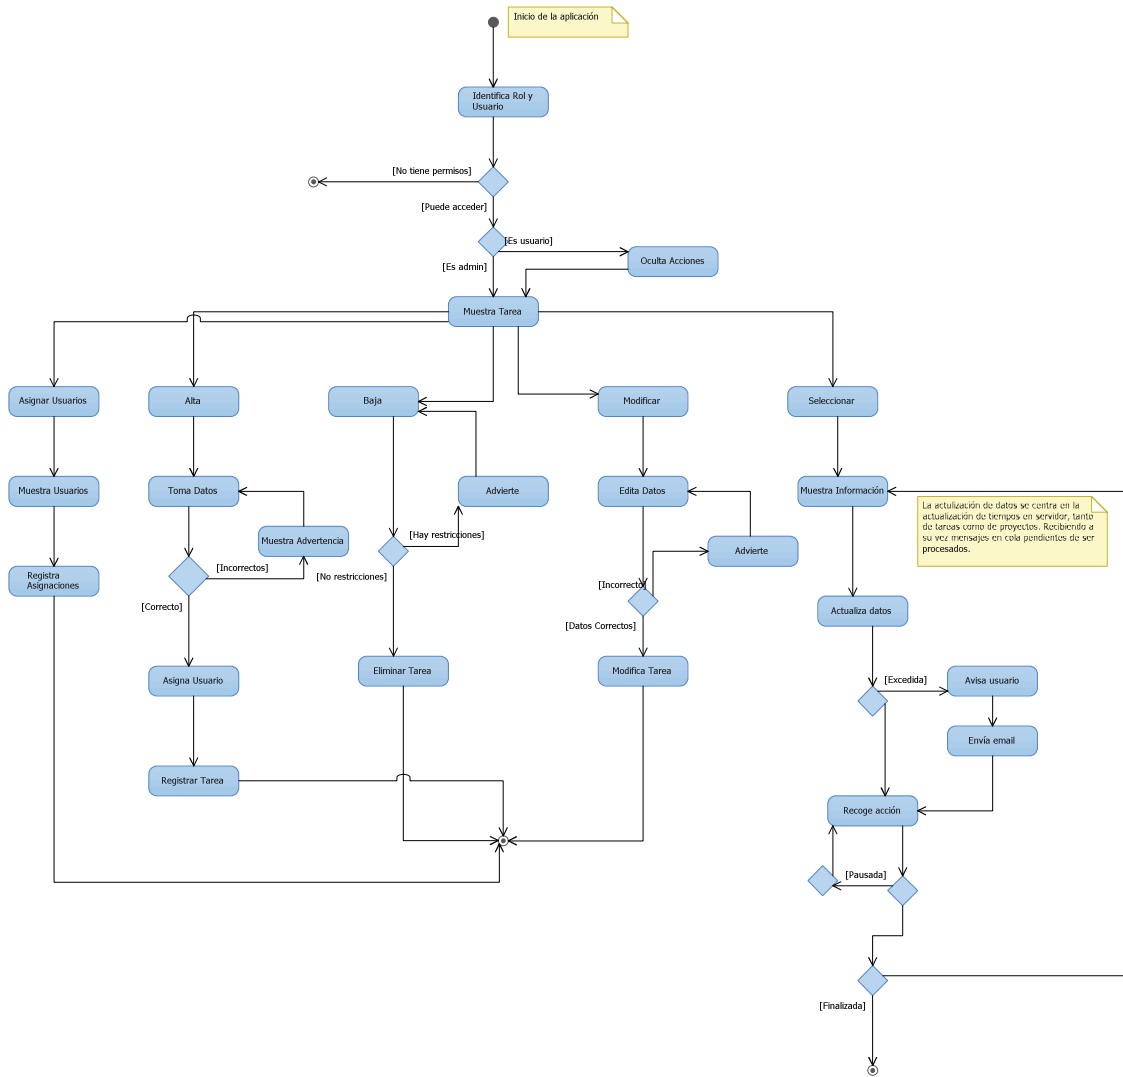 Inicio de la aplicación
Identifica Rol y
Usuario
[No tiene permisos]
[Puede acceder]
[Es usuario]
Oculta Acciones
[Es admin]
Muestra Tarea
Asignar Usuarios
Alta
Baja
Modificar
Seleccionar
Muestra Usuarios
Toma Datos
Advierte
Edita Datos
Muestra Información
La actulización de datos se centra en la
actualización de tiempos en servidor, tanto
de tareas como de proyectos. Recibiendo a
su vez mensajes en cola pendientes de ser
procesados.
Muestra Advertencia
[Hay restricciones]
Advierte
Registra
Asignaciones
[Incorrectos]
[No restricciones]
[Incorrecto]
[Correcto]
[Datos Correctos]
Actualiza datos
Asigna Usuario
Eliminar Tarea
Modifica Tarea
[Excedida]
Avisa usuario
Envía email
Registrar Tarea
Recoge acción
[Pausada]
[Finalizada]